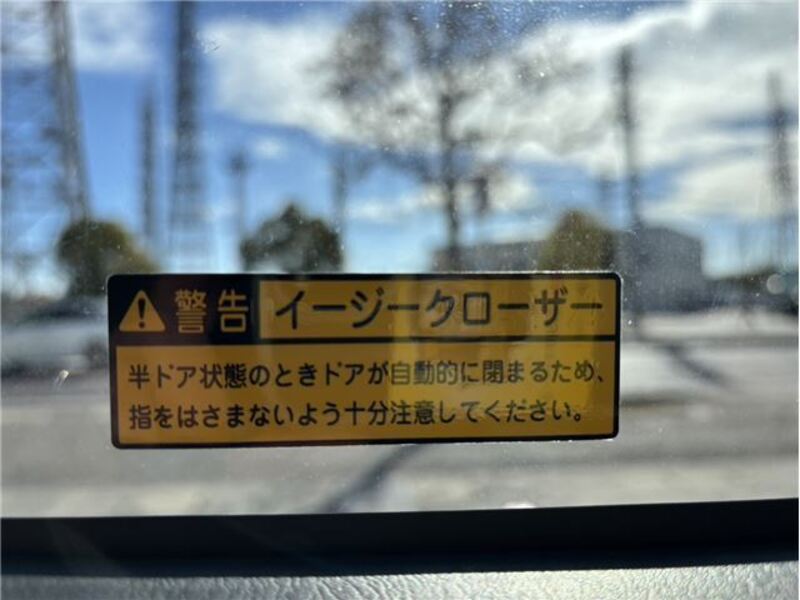 ⚠警告 イージークローザー
半ドア状態のときドアが自動的に閉まるため、
指をはさまないよう十分注意してください。